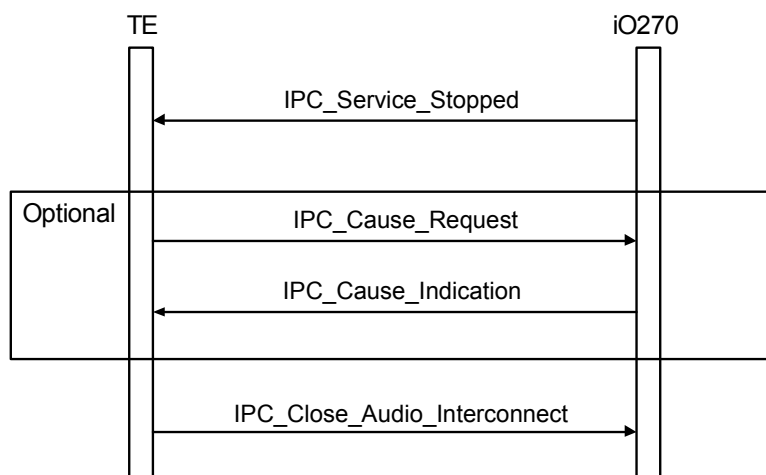 TE
iO270
IPC_Service_Stopped
Optional
IPC_Cause_Request
IPC_Cause_Indication
IPC_Close_Audio_Interconnect